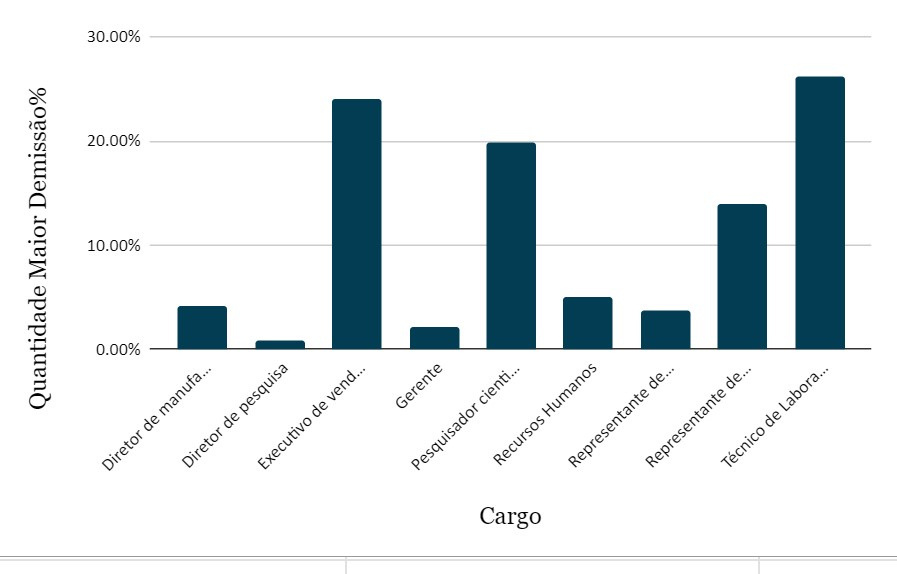 Quantidade Maior Demissão%
30.00%
20.00%
10.00%
0.00%
Diretor de manufa...
Diretor de pesquisa
Executivo de vend...
Gerente
Pesquisador cienti...
Recursos Humanos
Representante de...
Representante de...
Técnico de Labora...
Cargo